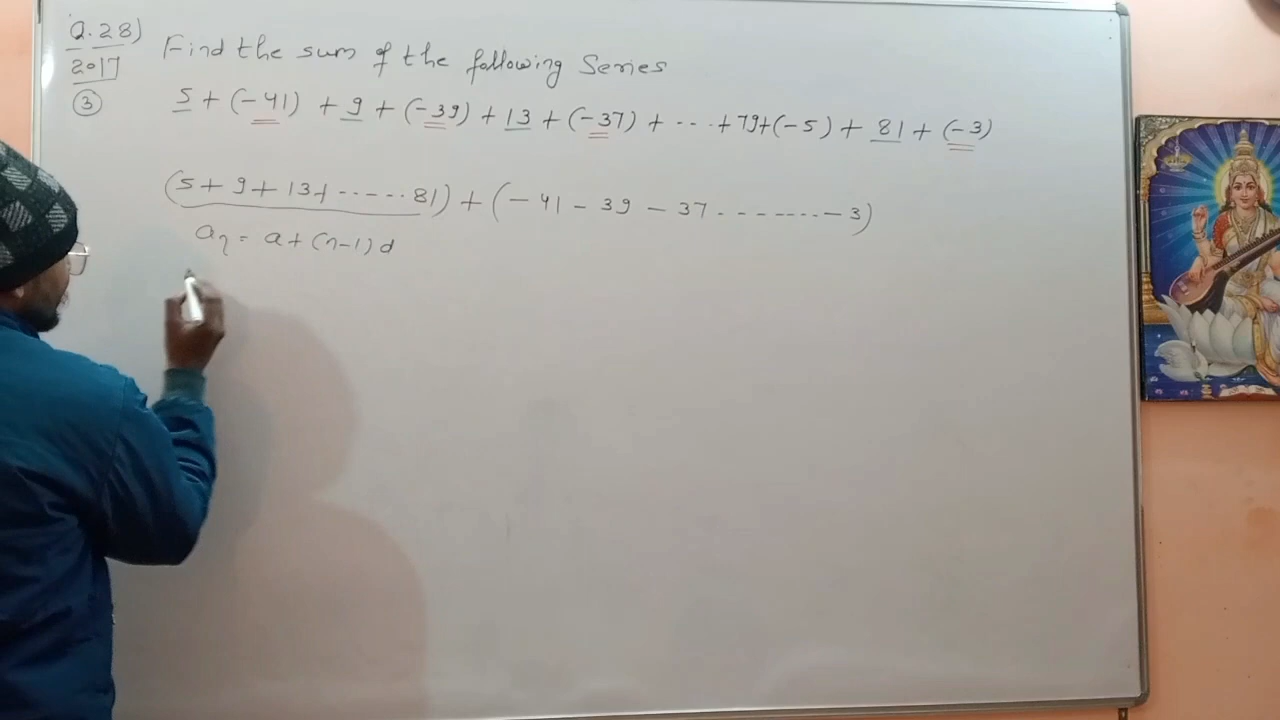 Q.28) Find the sum of the following Series
2017
③ 5 + (-41) + 9 + (-39) + 13 + (-37) + ---- + 79 + (-5) + 81 + (-3)
(5 + 9 + 13 + ------ 81) + (-41 - 39 - 37 ------- - 3)
aₙ = a + (n-1) d